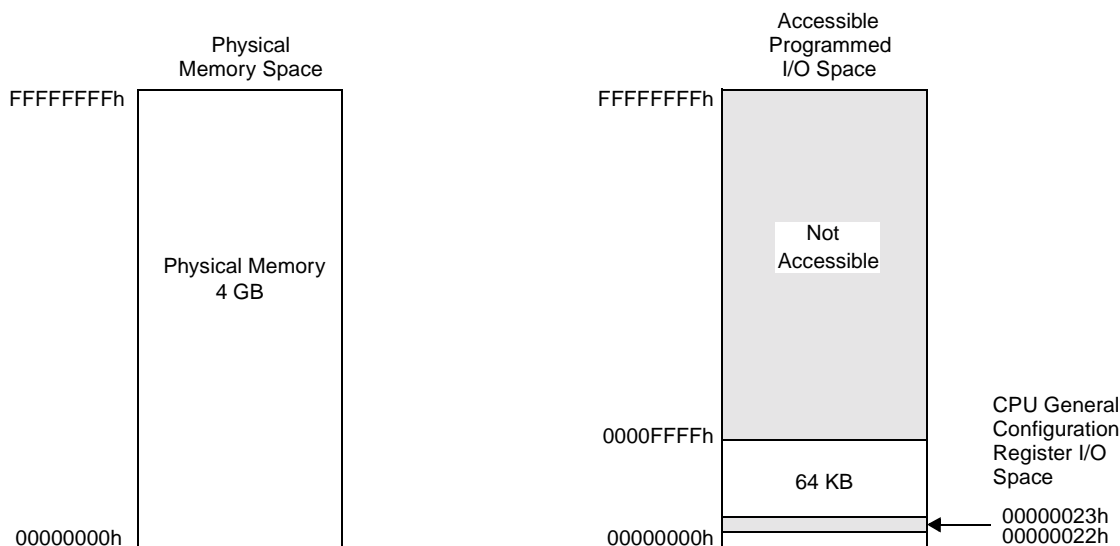 Physical
Memory Space
FFFFFFFFh
Physical Memory
4 GB
00000000h
Accessible
Programmed
I/O Space
FFFFFFFFh
Not
Accessible
0000FFFFh
64 KB
00000000h
CPU General
Configuration
Register I/O
Space
00000023h
00000022h